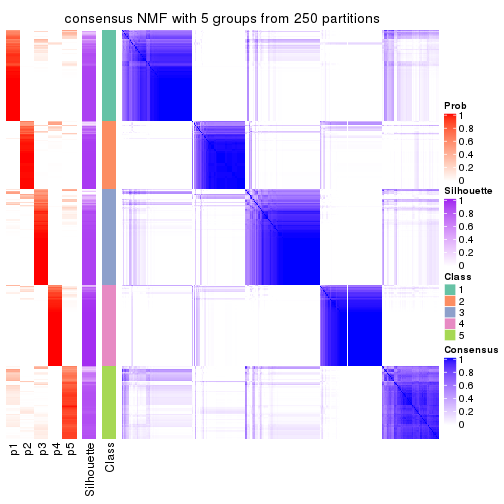 consensus NMF with 5 groups from 250 partitions
Prob
1
0.8
0.6
0.4
0.2
0
Silhouette
1
0.8
0.6
0.4
0.2
0
Class
1
2
3
4
5
Consensus
1
0.8
0.6
0.4
0.2
0
p1
p2
p3
p4
p5
Silhouette
Class